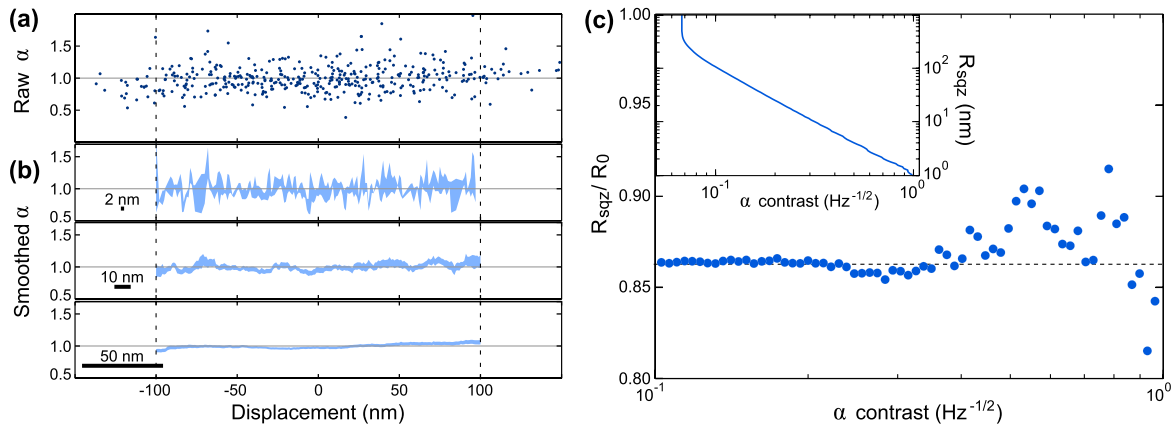 (a)
Raw α
1.5
1.0
0.5
(b)
Smoothed α
1.5
1.0
2 nm
0.5
1.5
1.0
10 nm
0.5
1.5
1.0
50 nm
0.5
-100 -50 0 50 100
Displacement (nm)
(c)
R_sqz / R_0
1.00
0.95
0.90
0.85
0.80
10^-1 10^0
α contrast (Hz^-1/2)
R_sqz (nm)
10^2
10^1
10^0
10^-1 10^0
α contrast (Hz^-1/2)